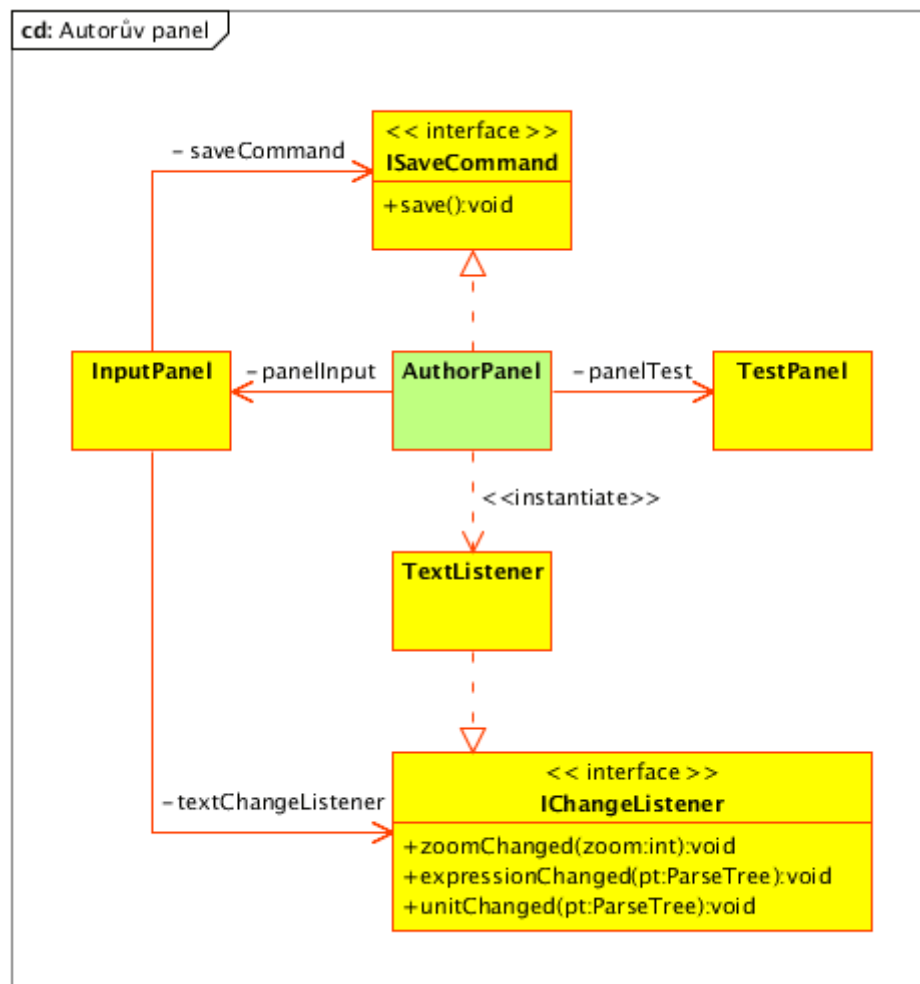 cd: Autorův panel
<< interface >>
ISaveCommand
+save():void
- saveCommand
InputPanel
-panelInput
AuthorPanel
-panelTest
TestPanel
<<instantiate>>
TextListener
-textChangeListener
<< interface >>
IChangeListener
+zoomChanged(zoom:int):void
+expressionChanged(pt:ParseTree):void
+unitChanged(pt:ParseTree):void